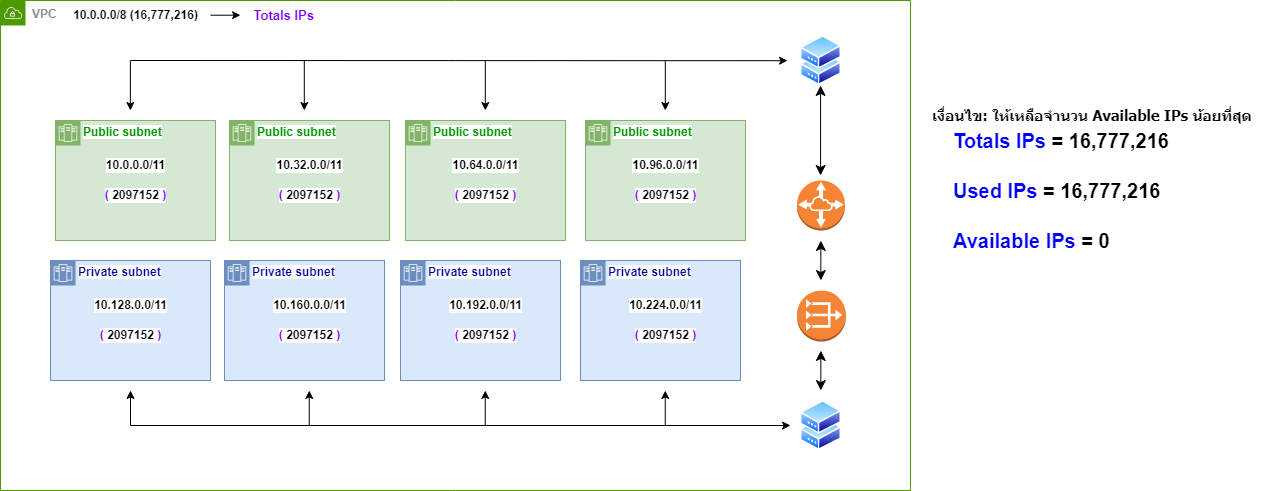 VPC 10.0.0.0/8 (16,777,216) Totals IPs
Public subnet
10.0.0.0/11
( 2097152 )
Public subnet
10.32.0.0/11
( 2097152 )
Public subnet
10.64.0.0/11
( 2097152 )
Public subnet
10.96.0.0/11
( 2097152 )
Private subnet
10.128.0.0/11
( 2097152 )
Private subnet
10.160.0.0/11
( 2097152 )
Private subnet
10.192.0.0/11
( 2097152 )
Private subnet
10.224.0.0/11
( 2097152 )
เงื่อนไข: ให้เหลือจำนวน Available IPs น้อยที่สุด
Totals IPs = 16,777,216
Used IPs = 16,777,216
Available IPs = 0